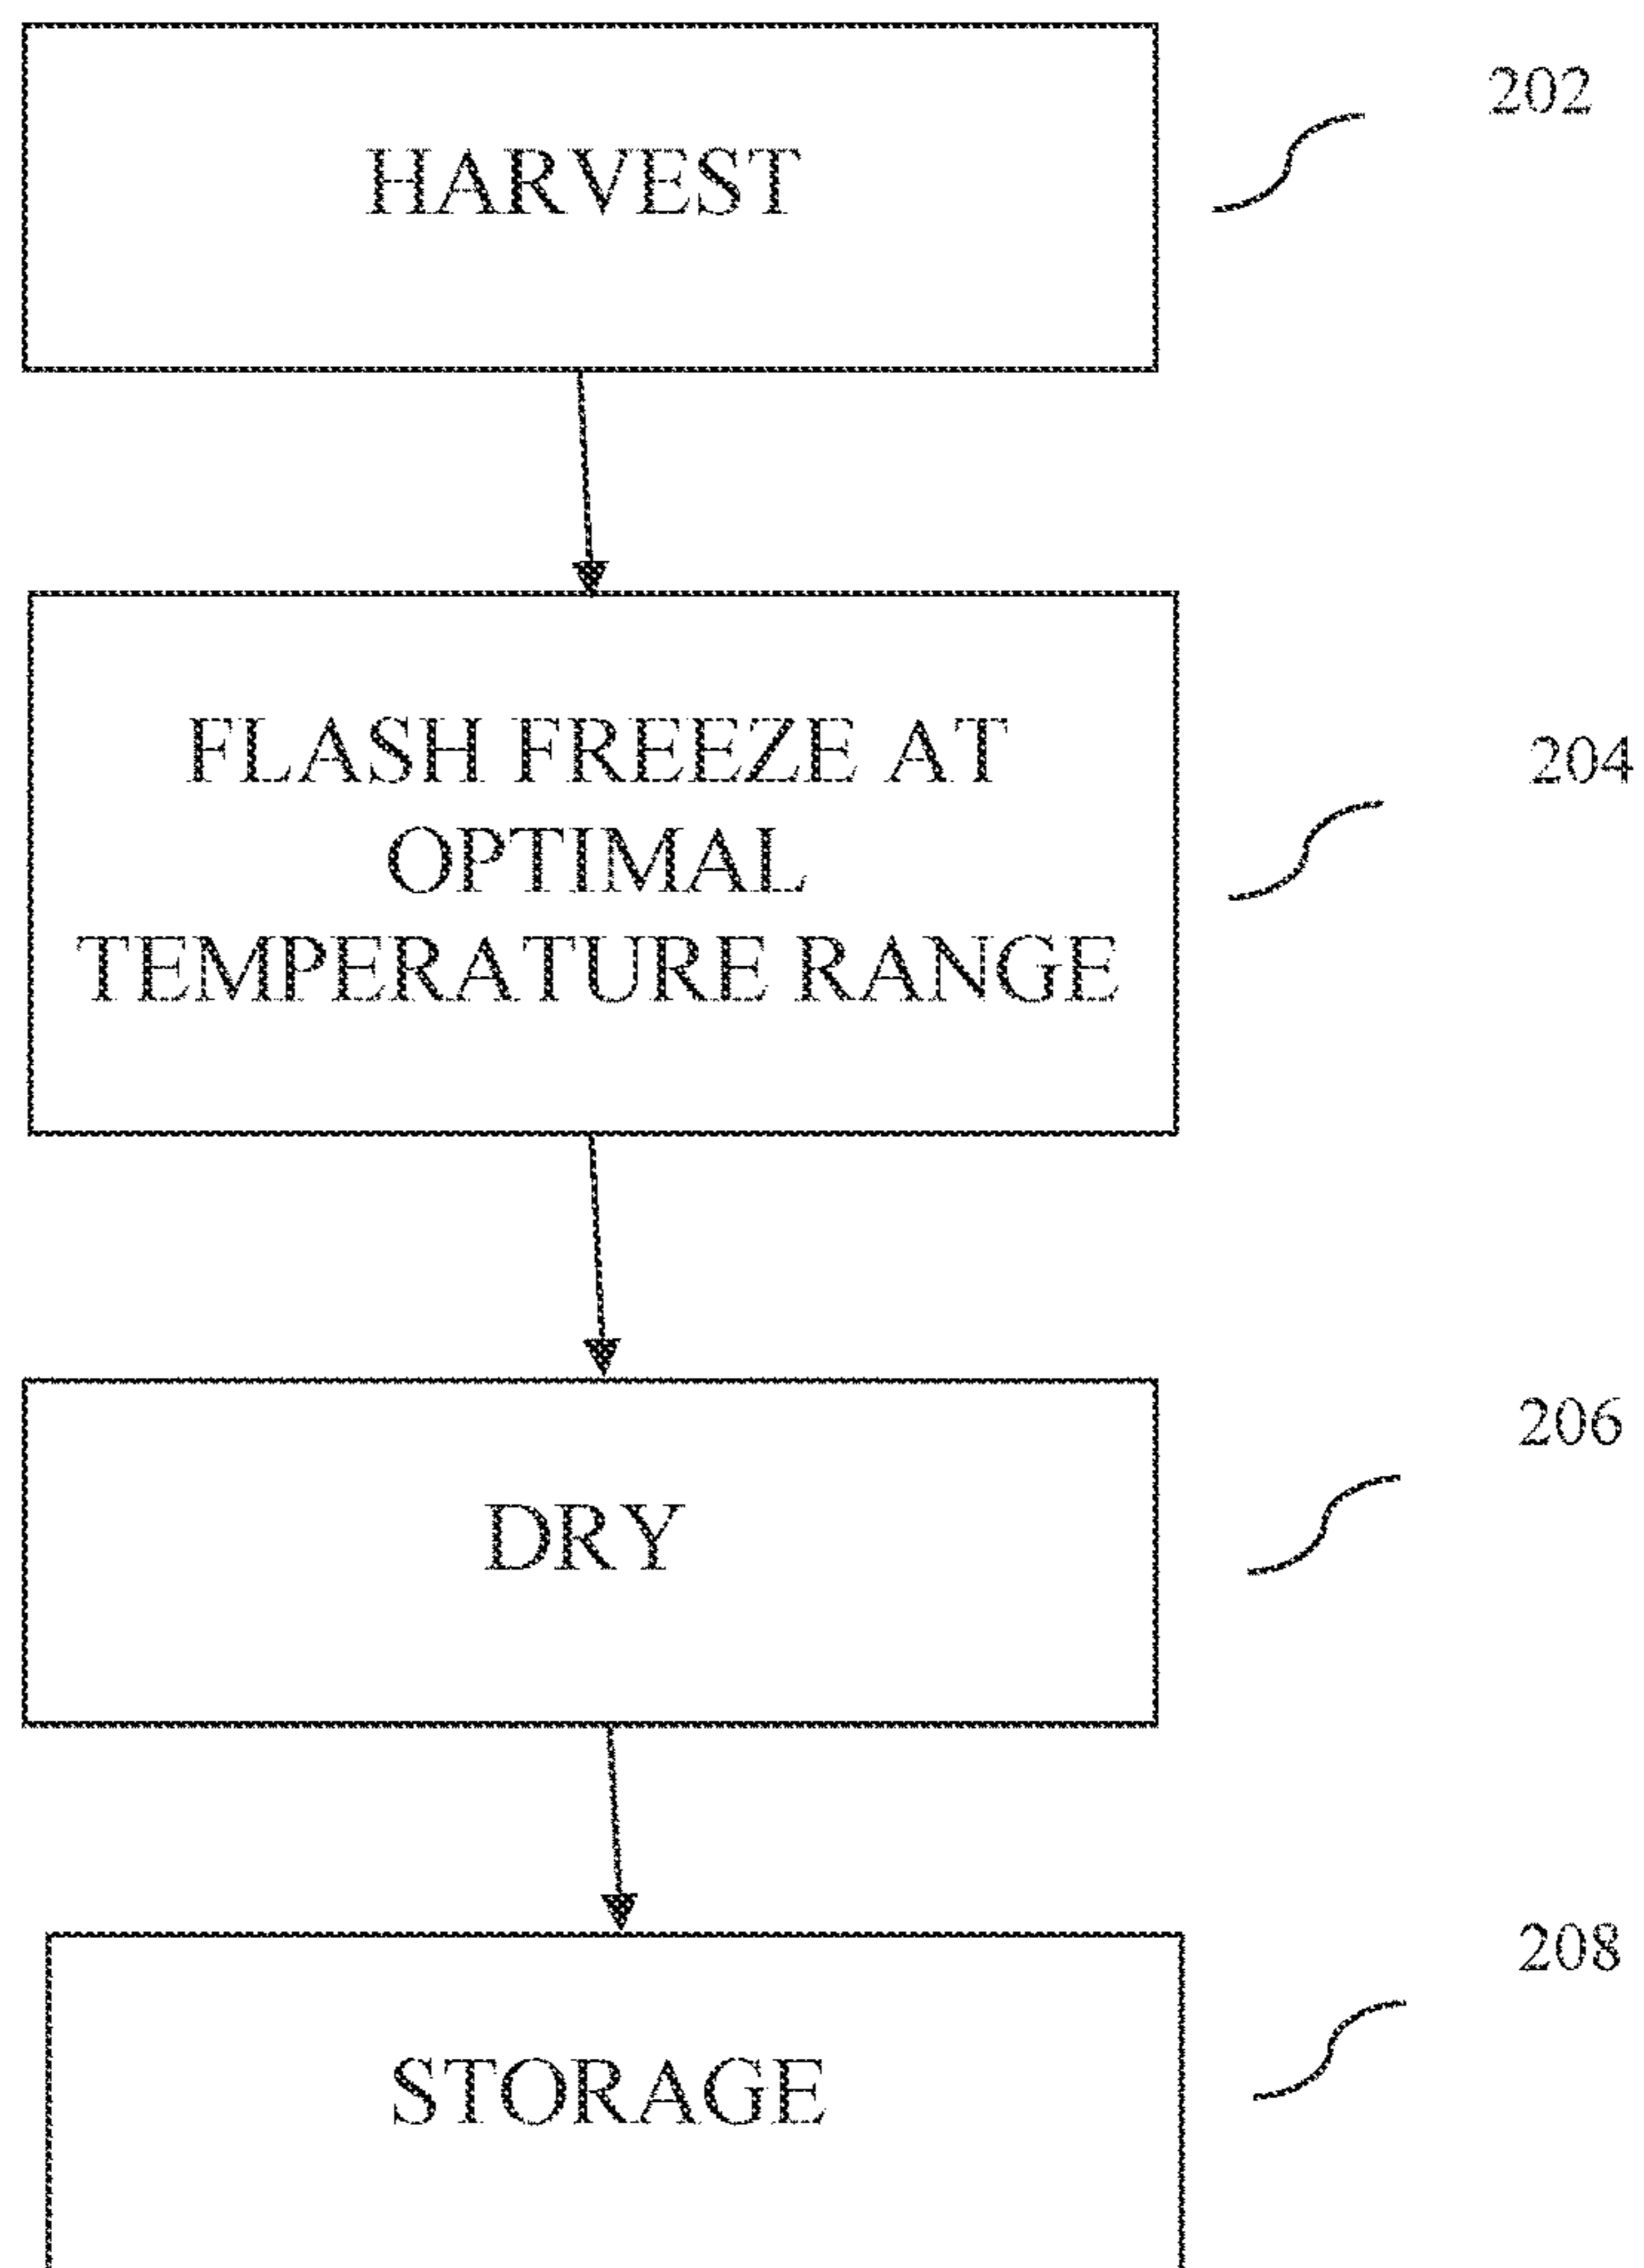 HARVEST
202
FLASH FREEZE AT
OPTIMAL
TEMPERATURE RANGE
204
DRY
206
STORAGE
208